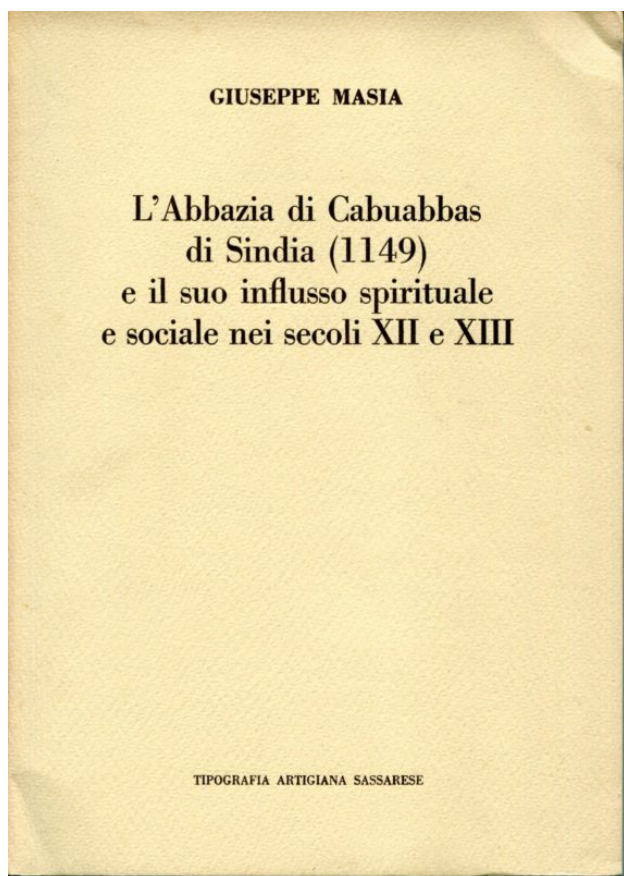 GIUSEPPE MASIA
L'Abbazia di Cabuabbas
di Sindia (1149)
e il suo influsso spirituale
e sociale nei secoli XII e XIII
TIPOGRAFIA ARTIGIANA SASSARESE